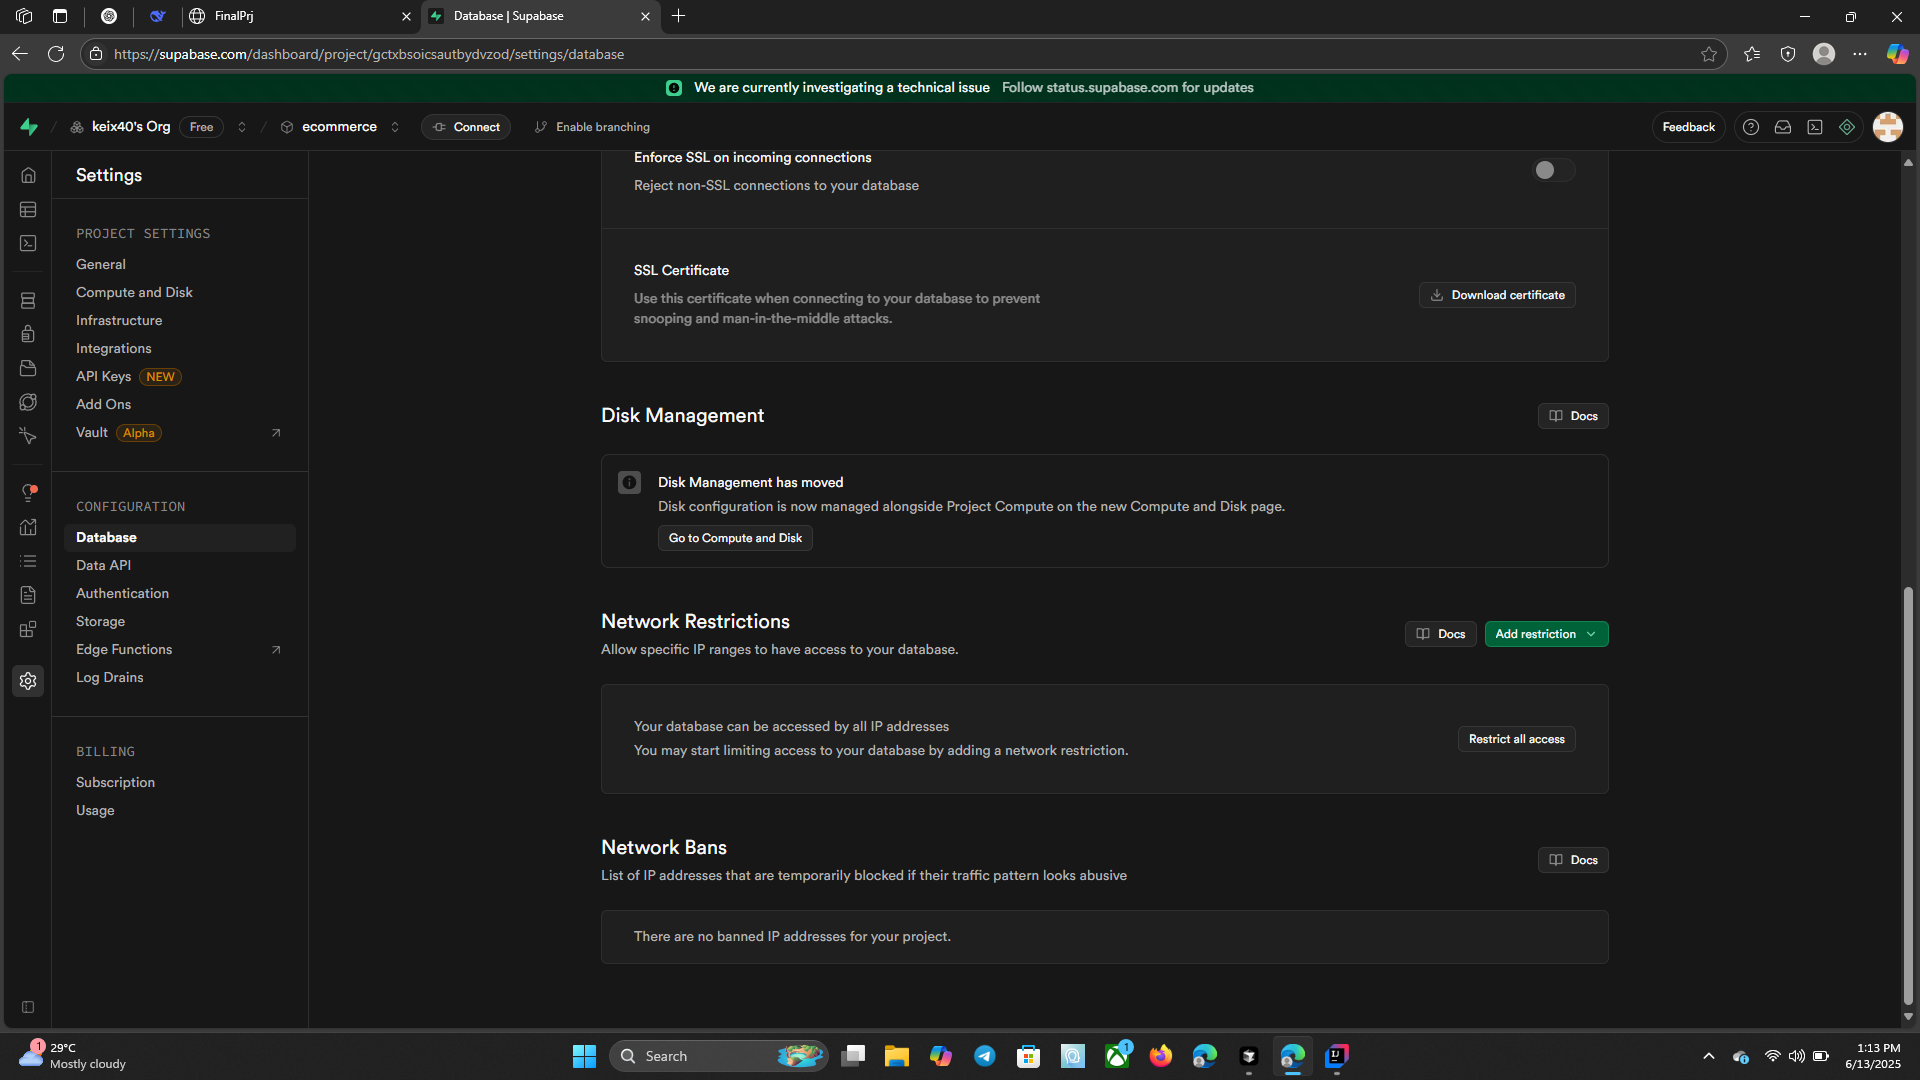 FinalPrj
Database | Supabase
https://supabase.com/dashboard/project/gctxbsoicsautbydvzod/settings/database
We are currently investigating a technical issue Follow status.supabase.com for updates
keix40's Org Free / ecommerce Connect Enable branching Feedback
Settings
PROJECT SETTINGS
General
Compute and Disk
Infrastructure
Integrations
API Keys NEW
Add Ons
Vault Alpha
CONFIGURATION
Database
Data API
Authentication
Storage
Edge Functions
Log Drains
BILLING
Subscription
Usage
Enforce SSL on incoming connections
Reject non-SSL connections to your database
SSL Certificate
Use this certificate when connecting to your database to prevent
snooping and man-in-the-middle attacks.
Download certificate
Disk Management
Docs
Disk Management has moved
Disk configuration is now managed alongside Project Compute on the new Compute and Disk page.
Go to Compute and Disk
Network Restrictions
Allow specific IP ranges to have access to your database.
Docs
Add restriction
Your database can be accessed by all IP addresses
You may start limiting access to your database by adding a network restriction.
Restrict all access
Network Bans
List of IP addresses that are temporarily blocked if their traffic pattern looks abusive
Docs
There are no banned IP addresses for your project.
1
29°C
Mostly cloudy
Search
1
IJ
1:13 PM
6/13/2025